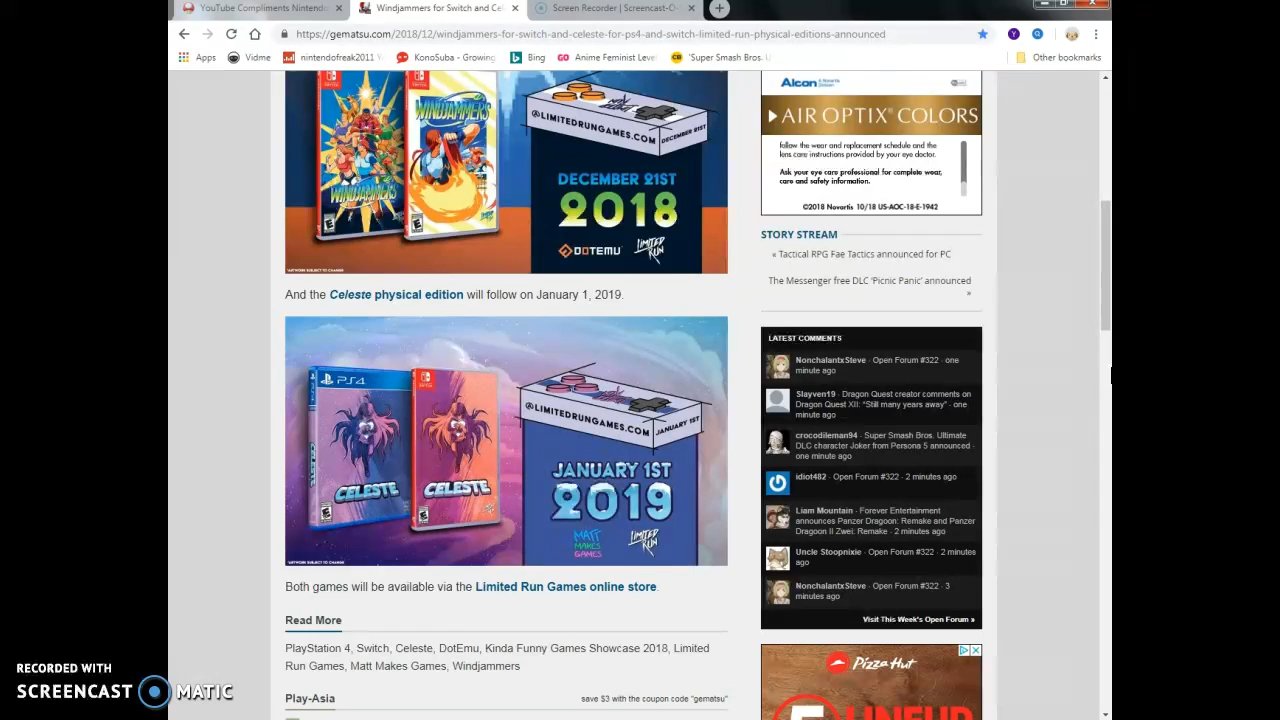 YouTube Compliments Nintendo
Windjammers for Switch and Cel
Screen Recorder | Screencast-O
https://gematsu.com/2018/12/windjammers-for-switch-and-celeste-for-ps4-and-switch-limited-run-physical-editions-announced
Apps
Vidme
nintendofreak2011
KonoSuba - Growing
Bing
Anime Feminist Level
"Super Smash Bros. U
Other bookmarks
WINDJAMMERS
WINDJAMMERS
@LIMITEDRUNGAMES.COM
DECEMBER 21ST
DECEMBER 21ST
2018
DOTEMU
LIMITED
RUN
*ARTWORK SUBJECT TO CHANGE
And the Celeste physical edition will follow on January 1, 2019.
PS4
CELESTE
CELESTE
CELESTE
@LIMITEDRUNGAMES.COM
JANUARY 1ST
JANUARY 1ST
2019
MATT
MAKES
GAMES
LIMITED
RUN
*ARTWORK SUBJECT TO CHANGE
Both games will be available via the Limited Run Games online store.
Read More
PlayStation 4, Switch, Celeste, DotEmu, Kinda Funny Games Showcase 2018, Limited
Run Games, Matt Makes Games, Windjammers
Play-Asia
save $3 with the coupon code "gematsu"
Alcon
AIR OPTIX® COLORS
follow the wear and replacement schedule and the
lens care instructions provided by your eye doctor.
Ask your eye care professional for complete wear,
care and safety information.
©2018 Novartis 10/18 US-AOC-18-E-1942
STORY STREAM
« Tactical RPG Fae Tactics announced for PC
The Messenger free DLC 'Picnic Panic' announced
»
LATEST COMMENTS
NonchalantxSteve · Open Forum #322 · one
minute ago
Slayven19 · Dragon Quest creator comments on
Dragon Quest XII: "Still many years away" · one
minute ago
crocodileman94 · Super Smash Bros. Ultimate
DLC character Joker from Persona 5 announced ·
one minute ago
idiot482 · Open Forum #322 · 2 minutes ago
Liam Mountain · Forever Entertainment
announces Panzer Dragoon: Remake and Panzer
Dragoon II Zwei: Remake · 2 minutes ago
Uncle Stoopnixie · Open Forum #322 · 2 minutes
ago
NonchalantxSteve · Open Forum #322 · 3
minutes ago
Visit This Week's Open Forum »
Pizza Hut
RECORDED WITH
SCREENCAST MATIC